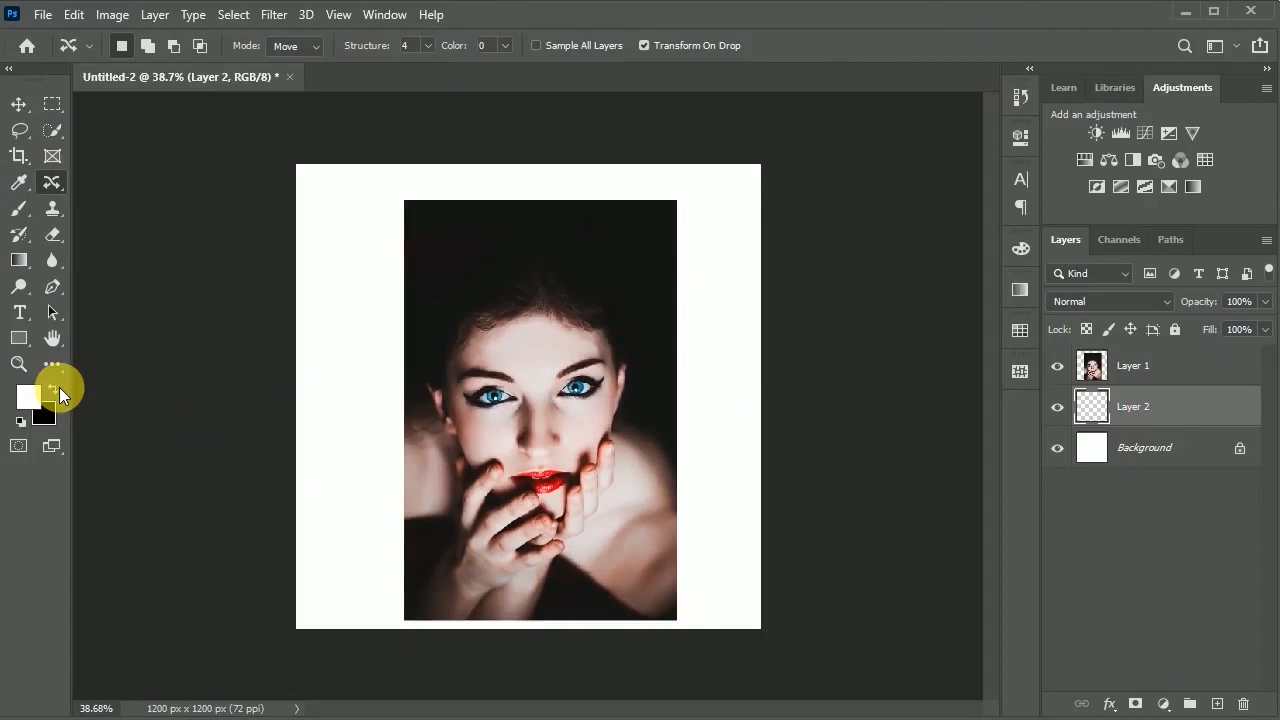 Ps File Edit Image Layer Type Select Filter 3D View Window Help
Mode: Move Structure: 4 Color: 0 Sample All Layers Transform On Drop
Untitled-2 @ 38.7% (Layer 2, RGB/8) *
Learn Libraries Adjustments
Add an adjustment
Layers Channels Paths
Kind
Normal Opacity: 100%
Lock: Fill: 100%
Layer 1
Layer 2
Background
38.68% 1200 px x 1200 px (72 ppi)